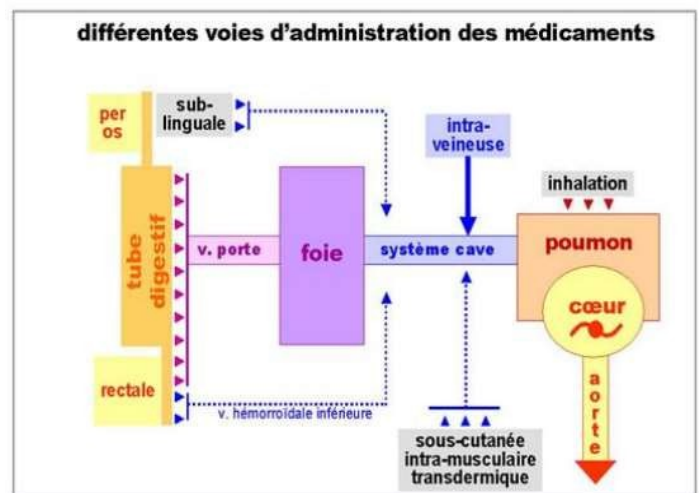 différentes voies d'administration des médicaments
per
os
sub-
linguale
intra-
veineuse
inhalation
tube
digestif
v. porte
foie
système cave
poumon
cœur
rectale
v. hémorroïdale inférieure
sous-cutanée
intra-musculaire
transdermique
aorte